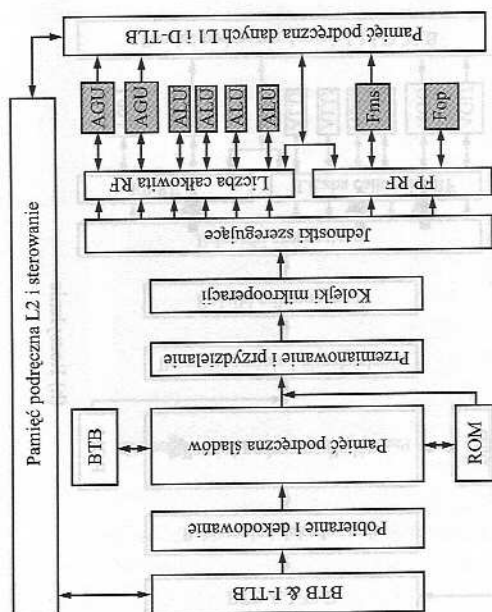 Pamięć podręczna L2 i sterowanie
BTB & I-TLB
Pobieranie i dekodowanie
BTB
Pamięć podręczna śladów
ROM
Przemianowanie i przydzielanie
Kolejki mikrooperacji
Jednostki szeregujące
Liczba całkowita RF
FP RF
AGU
AGU
ALU
ALU
ALU
ALU
Fms
Fop
Pamięć podręczna danych L1 i D-TLB